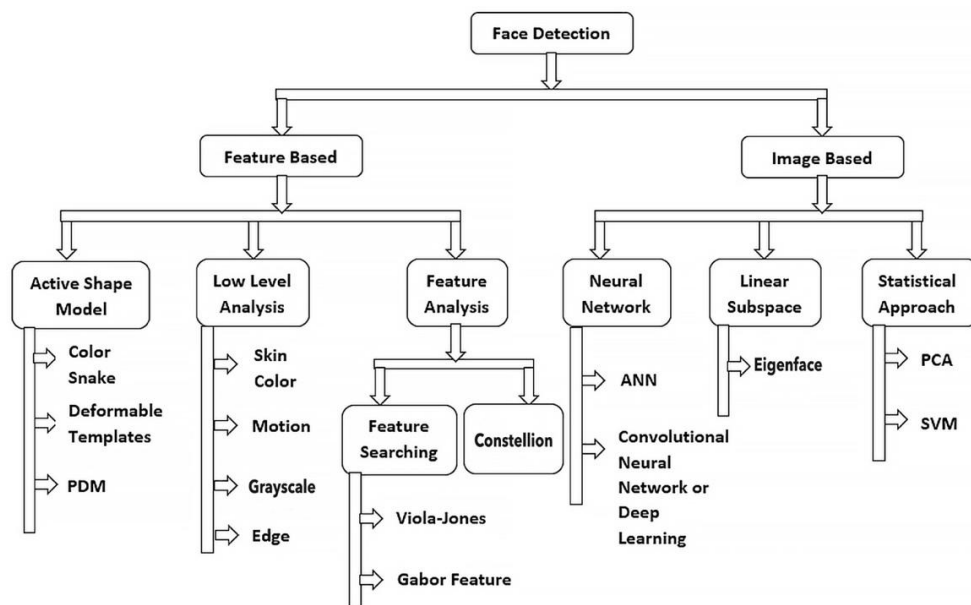 Face Detection
Feature Based
Image Based
Active Shape
Model
Low Level
Analysis
Feature
Analysis
Neural
Network
Linear
Subspace
Statistical
Approach
Color
Snake
Deformable
Templates
PDM
Skin
Color
Motion
Grayscale
Edge
Feature
Searching
Constellion
Viola-Jones
Gabor Feature
ANN
Convolutional
Neural
Network or
Deep
Learning
Eigenface
PCA
SVM